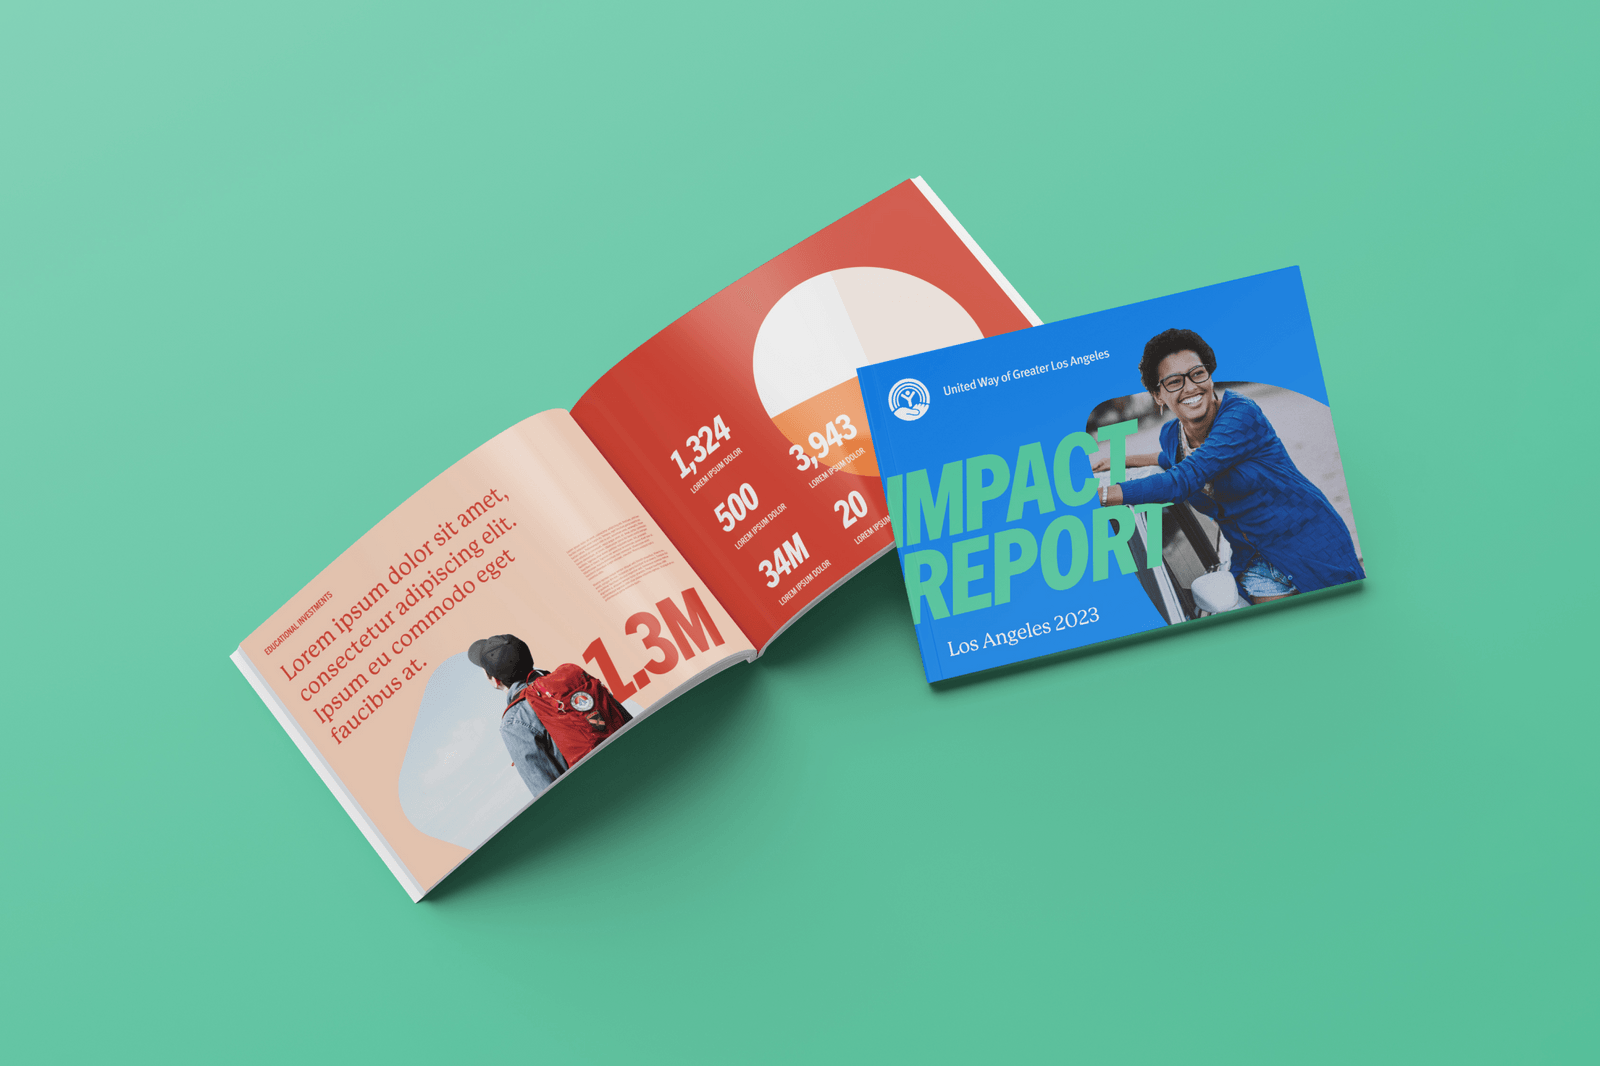 EDUCATIONAL INVESTMENTS
Lorem ipsum dolor sit amet,
consectetur adipiscing elit.
Ipsum eu commodo eget
faucibus at.
1.3M
1,324
LOREM IPSUM DOLOR
500
LOREM IPSUM DOLOR
34M
LOREM IPSUM DOLOR
3,943
LOREM IPSUM DOLOR
20
LOREM IPSUM
United Way of Greater Los Angeles
IMPACT
REPORT
Los Angeles 2023